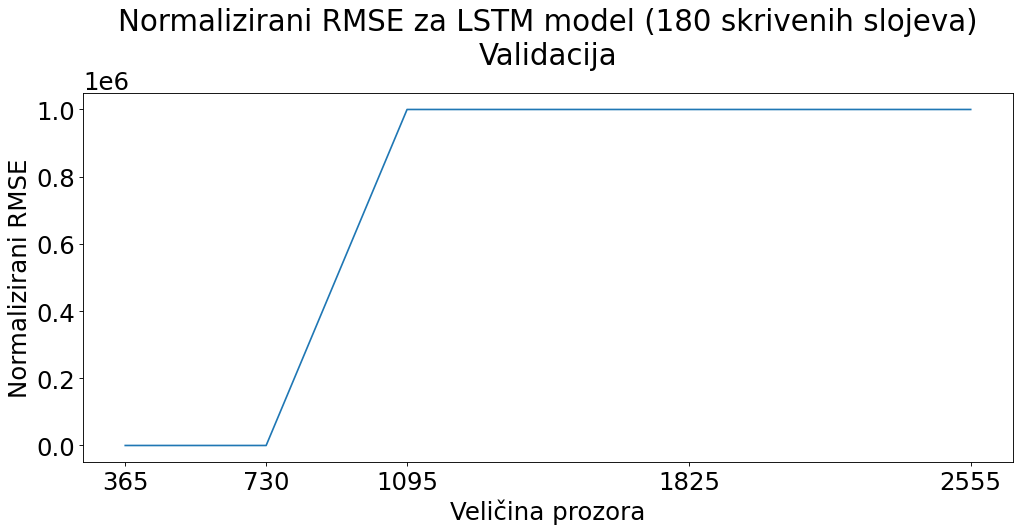 Normalizirani RMSE za LSTM model (180 skrivenih slojeva)
Validacija
1e6
1.0
0.8
0.6
0.4
0.2
0.0
Normalizirani RMSE
365 730 1095 1825 2555
Veličina prozora